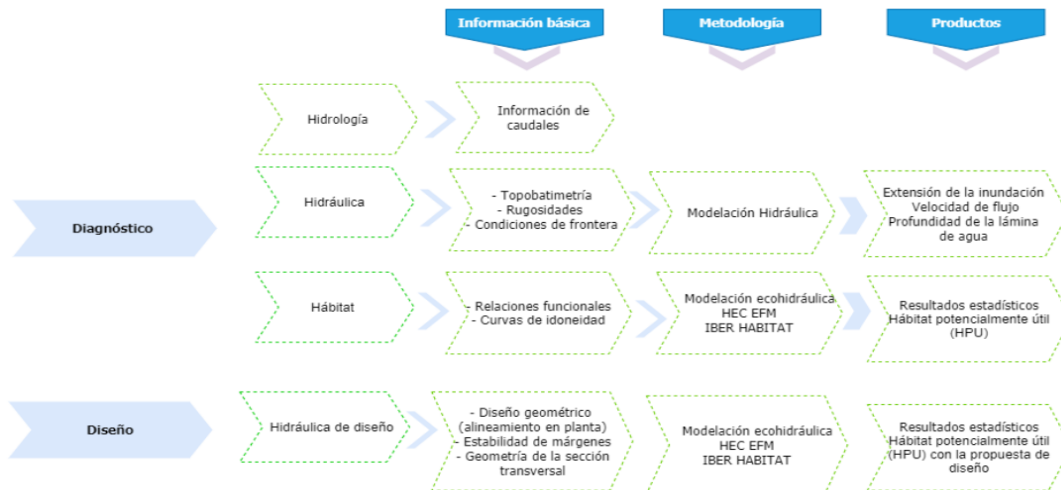 Información básica
Metodología
Productos
Hidrología
Información de
caudales
Diagnóstico
Hidráulica
- Topobatimetría
- Rugosidades
- Condiciones de frontera
Modelación Hidráulica
Extensión de la inundación
Velocidad de flujo
Profundidad de la lámina
de agua
Hábitat
- Relaciones funcionales
- Curvas de idoneidad
Modelación ecohidráulica
HEC EFM
IBER HABITAT
Resultados estadísticos
Hábitat potencialmente útil
(HPU)
Diseño
Hidráulica de diseño
- Diseño geométrico
(alineamiento en planta)
- Estabilidad de márgenes
- Geometría de la sección
transversal
Modelación ecohidráulica
HEC EFM
IBER HABITAT
Resultados estadísticos
Hábitat potencialmente útil
(HPU) con la propuesta de
diseño